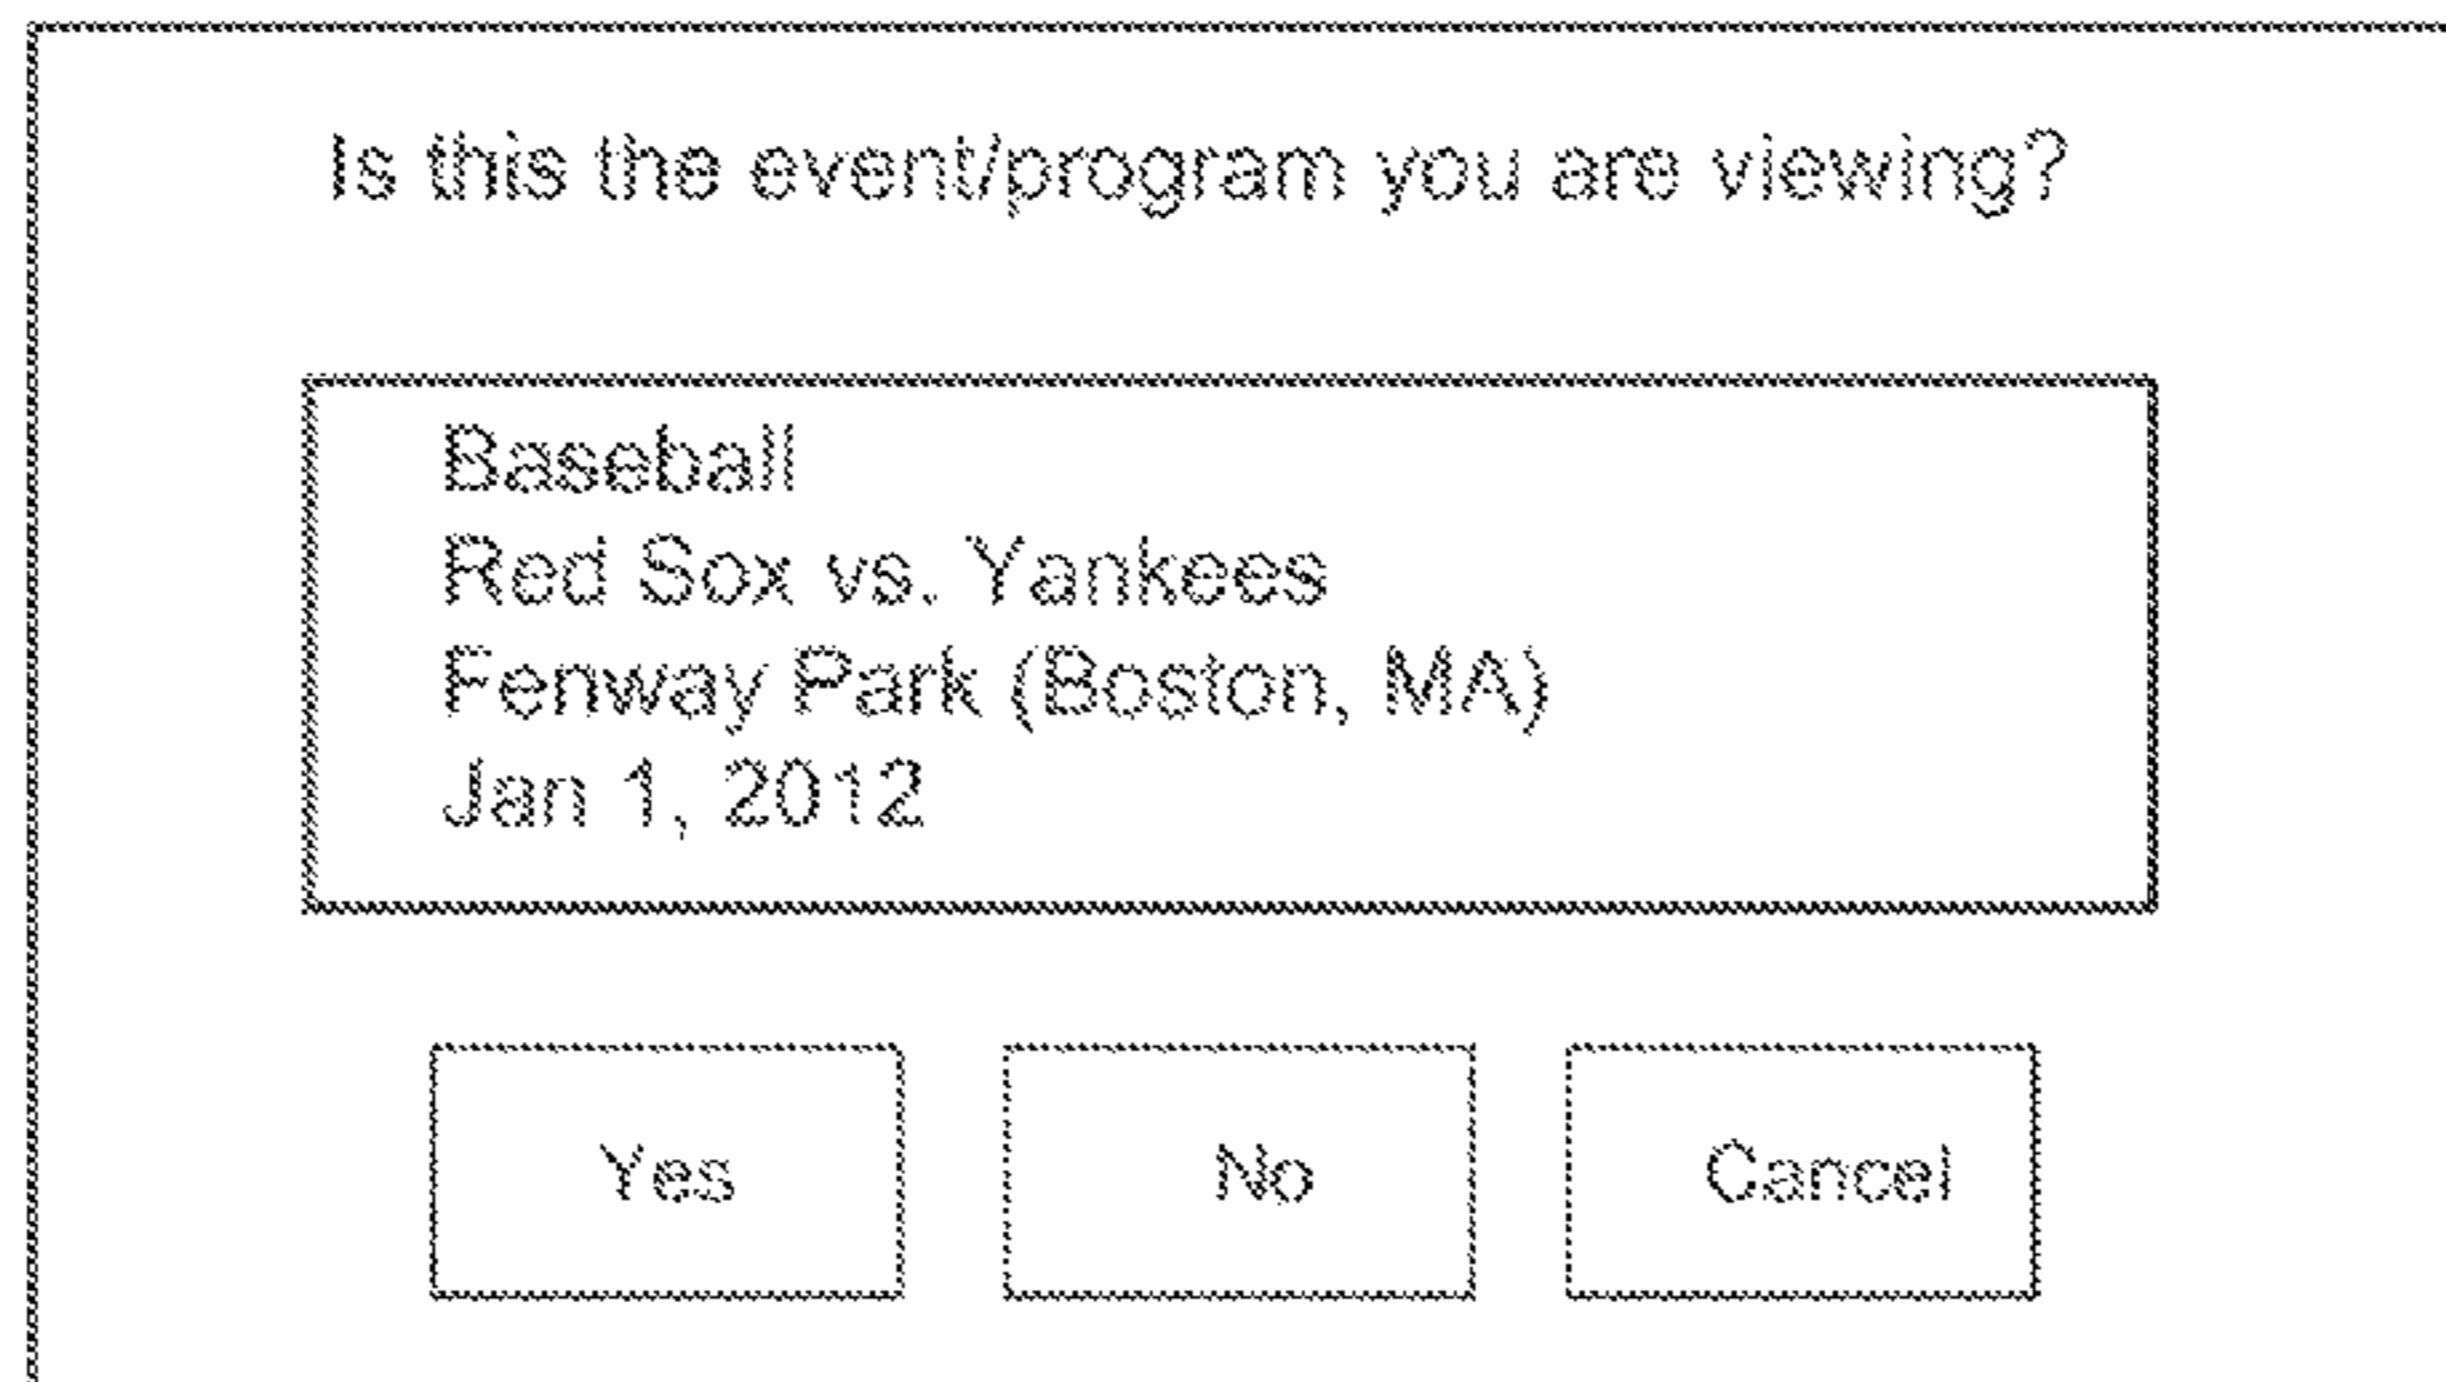 Is this the event/program you are viewing?
Baseball
Red Sox vs. Yankees
Fenway Park (Boston, MA)
Jan 1, 2012
Yes
No
Cancel